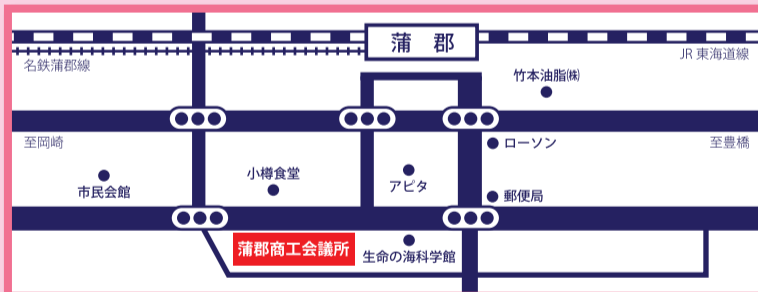 蒲 郡
名鉄蒲郡線
JR 東海道線
竹本油脂㈱
至岡崎
ローソン
至豊橋
小樽食堂
アピタ
市民会館
郵便局
蒲郡商工会議所
生命の海科学館